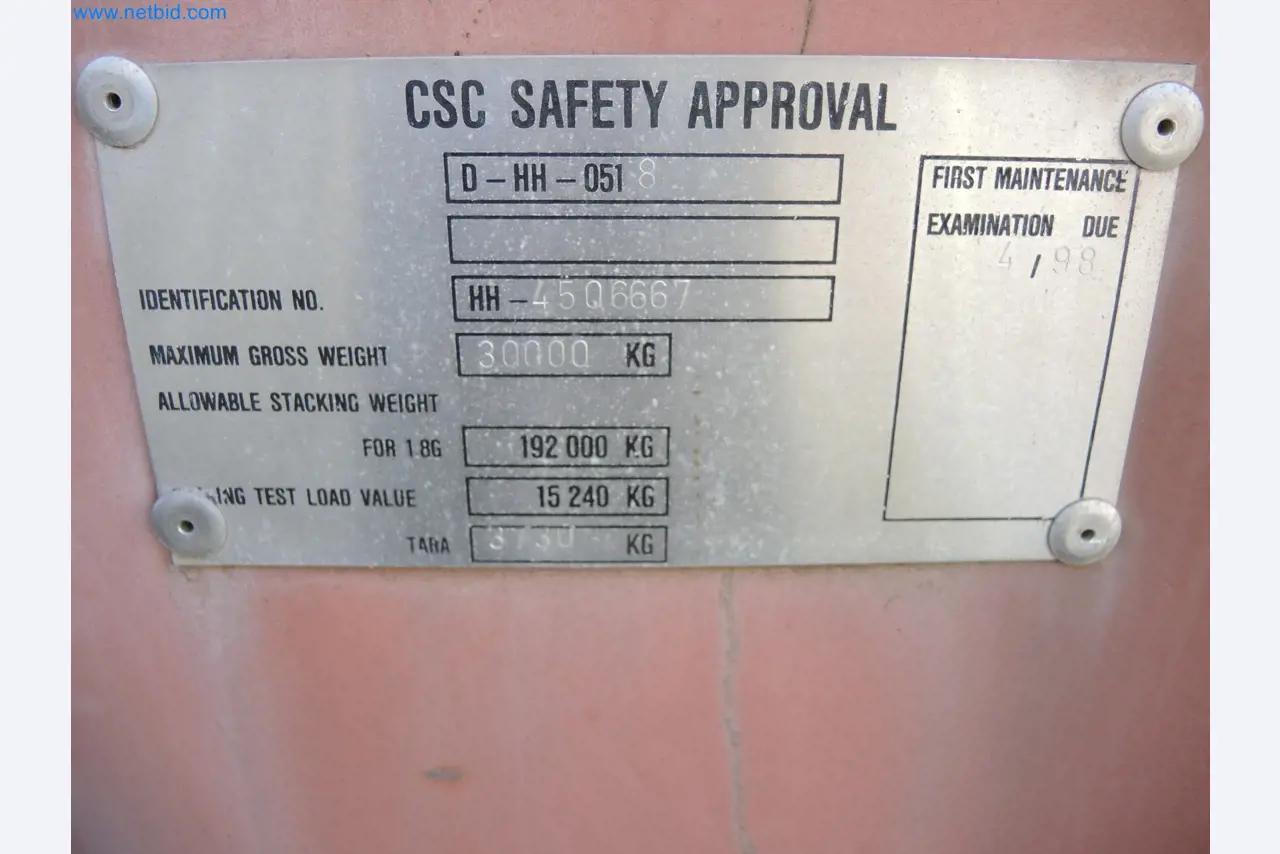 www.netbid.com
CSC SAFETY APPROVAL
D-HH-0518
FIRST MAINTENANCE
EXAMINATION DUE
4/98
IDENTIFICATION NO.
HH-45Q6667
MAXIMUM GROSS WEIGHT
30000 KG
ALLOWABLE STACKING WEIGHT
FOR 1.8G
192 000 KG
TEST LOAD VALUE
15 240 KG
TARA
3730 KG